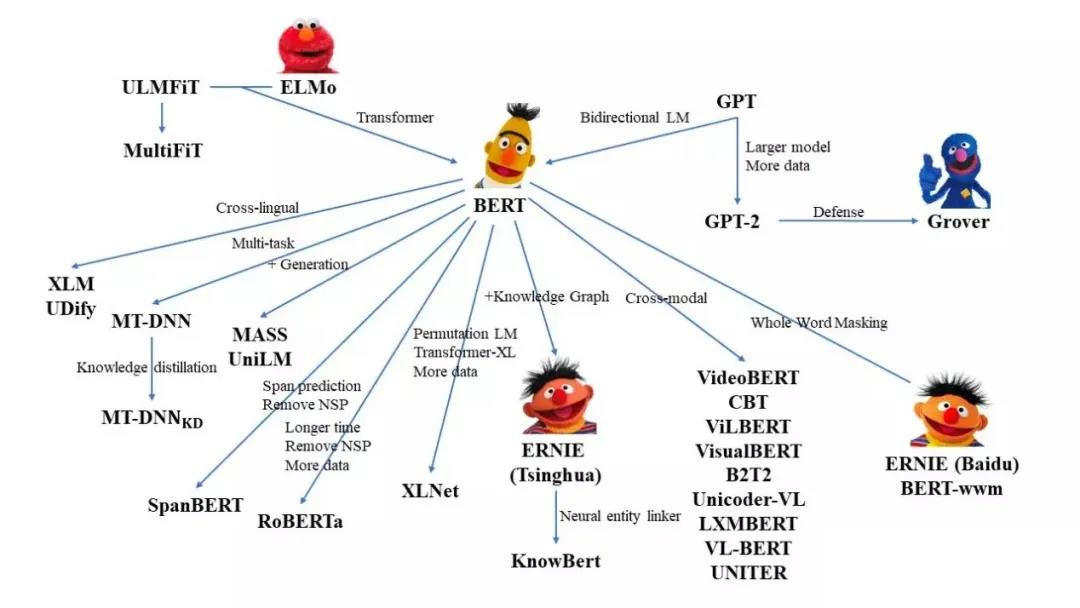 ULMFiT
ELMo
GPT
Transformer
Bidirectional LM
MultiFiT
Larger model
More data
BERT
GPT-2
Defense
Grover
Cross-lingual
Multi-task
+ Generation
XLM
UDify
MT-DNN
MASS
UniLM
+Knowledge Graph
Cross-modal
Whole Word Masking
Permutation LM
Transformer-XL
More data
Knowledge distillation
Span prediction
Remove NSP
MT-DNNKD
Longer time
Remove NSP
More data
SpanBERT
RoBERTa
XLNet
ERNIE
(Tsinghua)
Neural entity linker
KnowBert
VideoBERT
CBT
ViLBERT
VisualBERT
B2T2
Unicoder-VL
LXMBERT
VL-BERT
UNITER
ERNIE (Baidu)
BERT-wwm